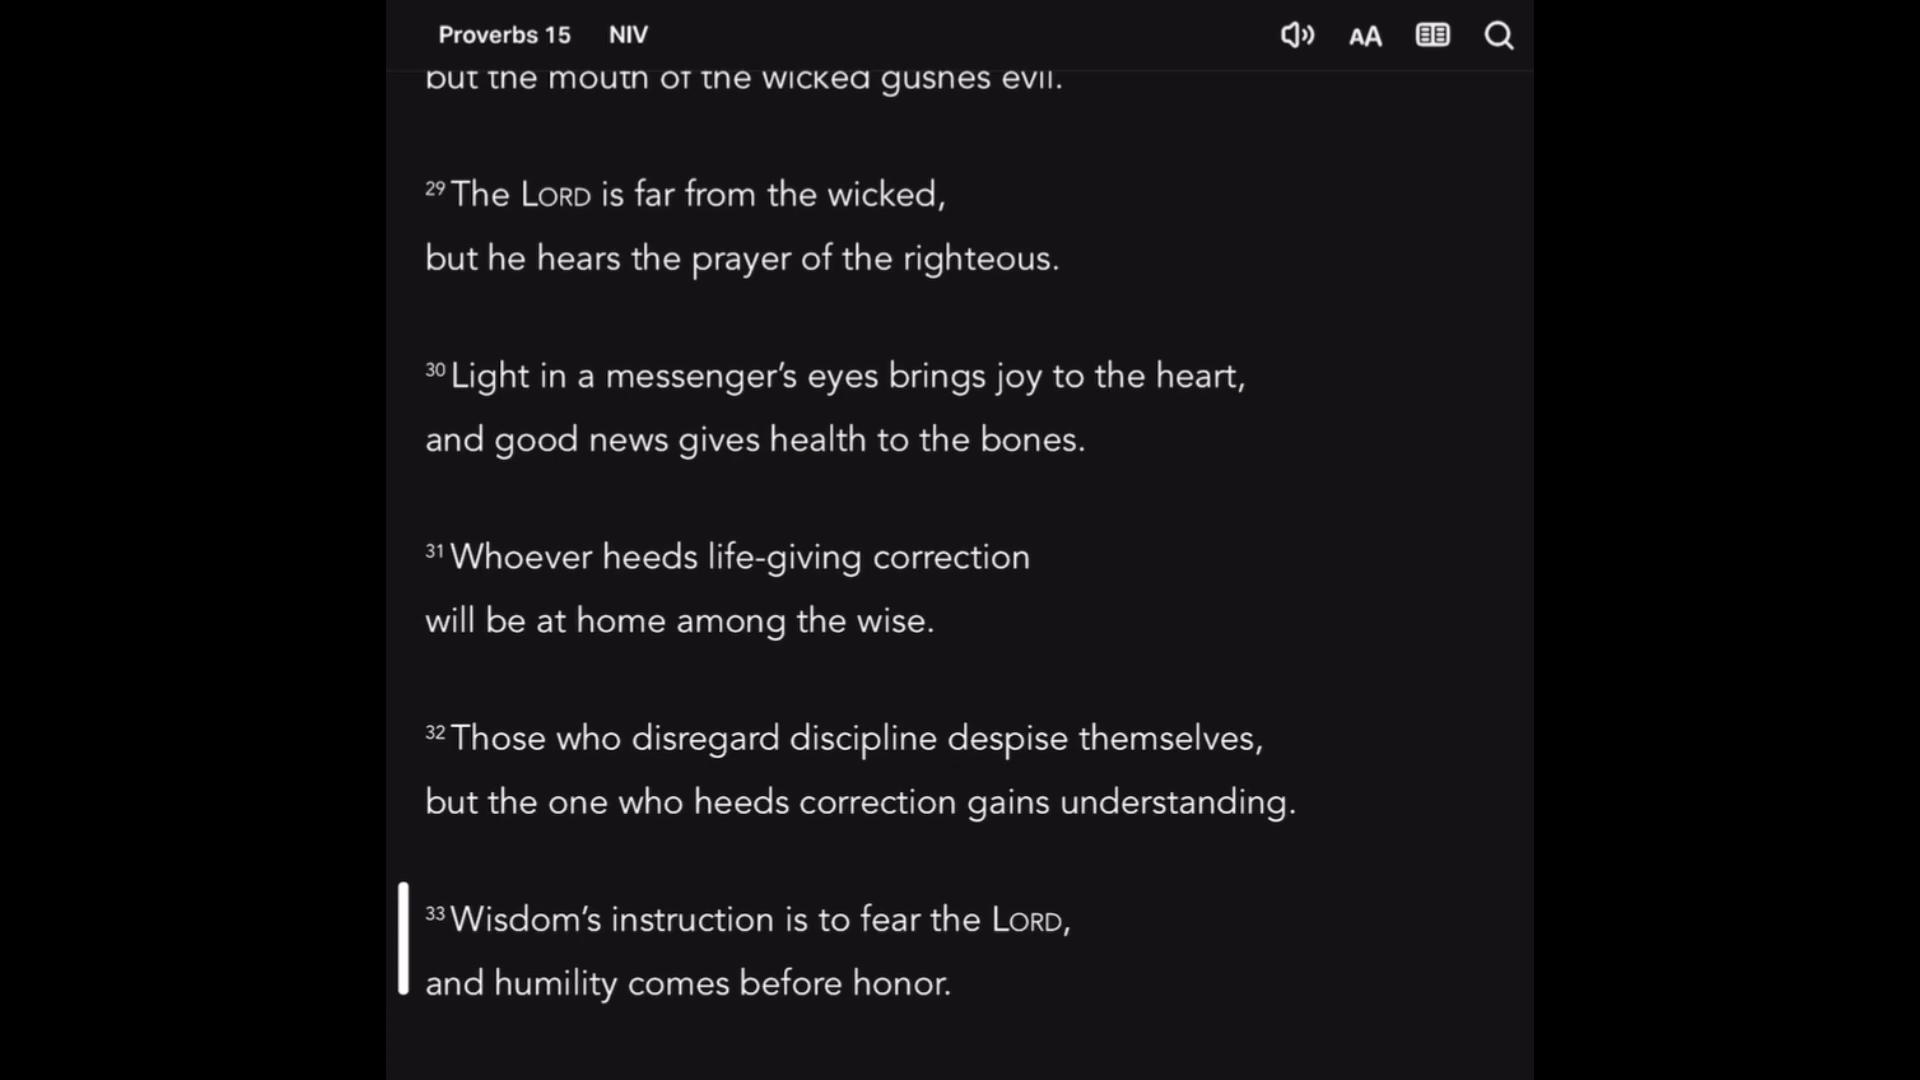 Proverbs 15 NIV
AA
but the mouth of the wicked gushes evil.
29 The LORD is far from the wicked,
but he hears the prayer of the righteous.
30 Light in a messenger’s eyes brings joy to the heart,
and good news gives health to the bones.
31 Whoever heeds life-giving correction
will be at home among the wise.
32 Those who disregard discipline despise themselves,
but the one who heeds correction gains understanding.
33 Wisdom’s instruction is to fear the LORD,
and humility comes before honor.